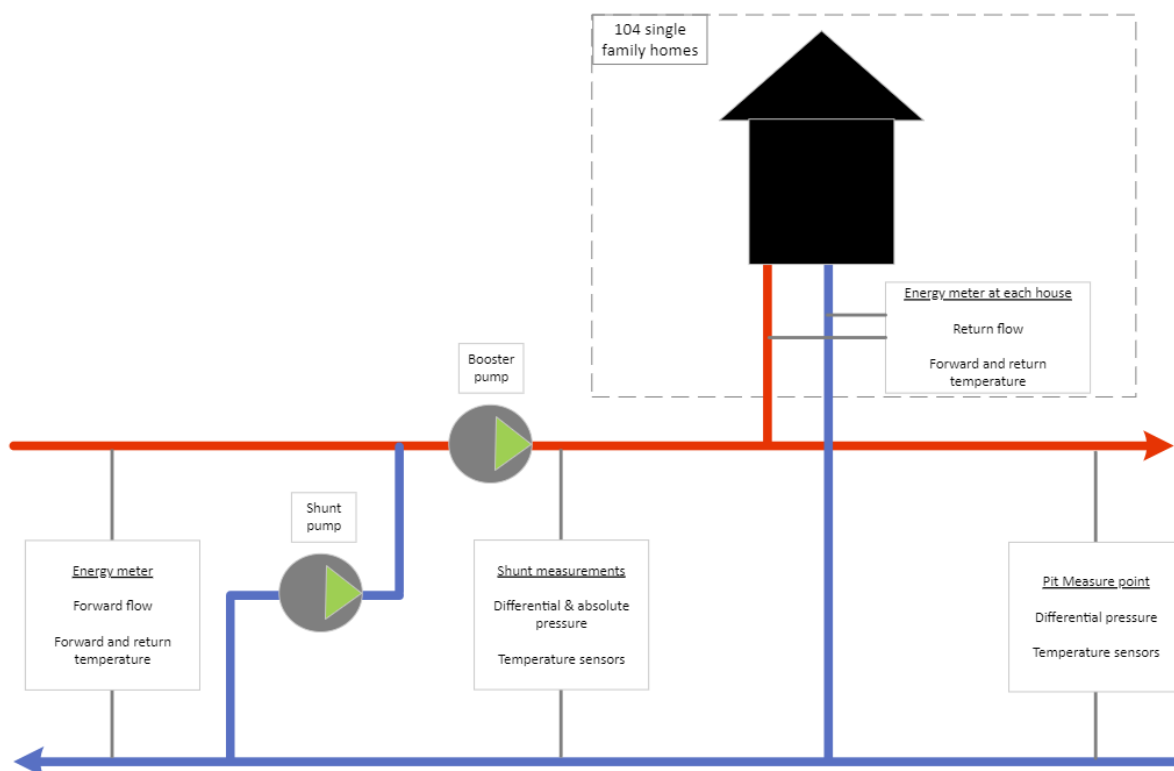 104 single
family homes
Energy meter at each house
Return flow
Forward and return
temperature
Booster
pump
Shunt
pump
Energy meter
Forward flow
Forward and return
temperature
Shunt measurements
Differential & absolute
pressure
Temperature sensors
Pit Measure point
Differential pressure
Temperature sensors